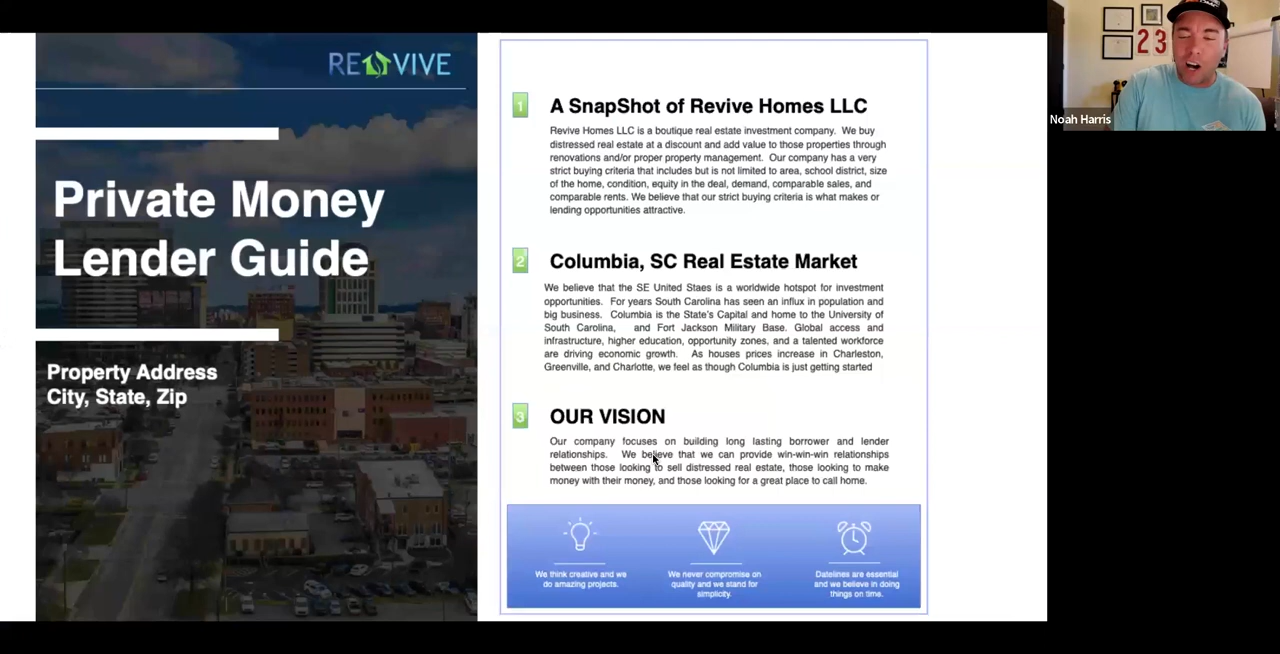 REVIVE
Private Money
Lender Guide
Property Address
City, State, Zip
1
A SnapShot of Revive Homes LLC
Revive Homes LLC is a boutique real estate investment company. We buy
distressed real estate at a discount and add value to those properties through
renovations and/or proper property management. Our company has a very
strict buying criteria that includes but is not limited to area, school district, size
of the home, condition, equity in the deal, demand, comparable sales, and
comparable rents. We believe that our strict buying criteria is what makes or
lending opportunities attractive.
2
Columbia, SC Real Estate Market
We believe that the SE United Staes is a worldwide hotspot for investment
opportunities. For years South Carolina has seen an influx in population and
big business. Columbia is the State's Capital and home to the University of
South Carolina, and Fort Jackson Military Base. Global access and
infrastructure, higher education, opportunity zones, and a talented workforce
are driving economic growth. As houses prices increase in Charleston,
Greenville, and Charlotte, we feel as though Columbia is just getting started
3
OUR VISION
Our company focuses on building long lasting borrower and lender
relationships. We believe that we can provide win-win-win relationships
between those looking to sell distressed real estate, those looking to make
money with their money, and those looking for a great place to call home.
We think creative and we
do amazing projects.
We never compromise on
quality and we stand for
simplicity.
Datelines are essential
and we believe in doing
things on time.
23
Noah Harris